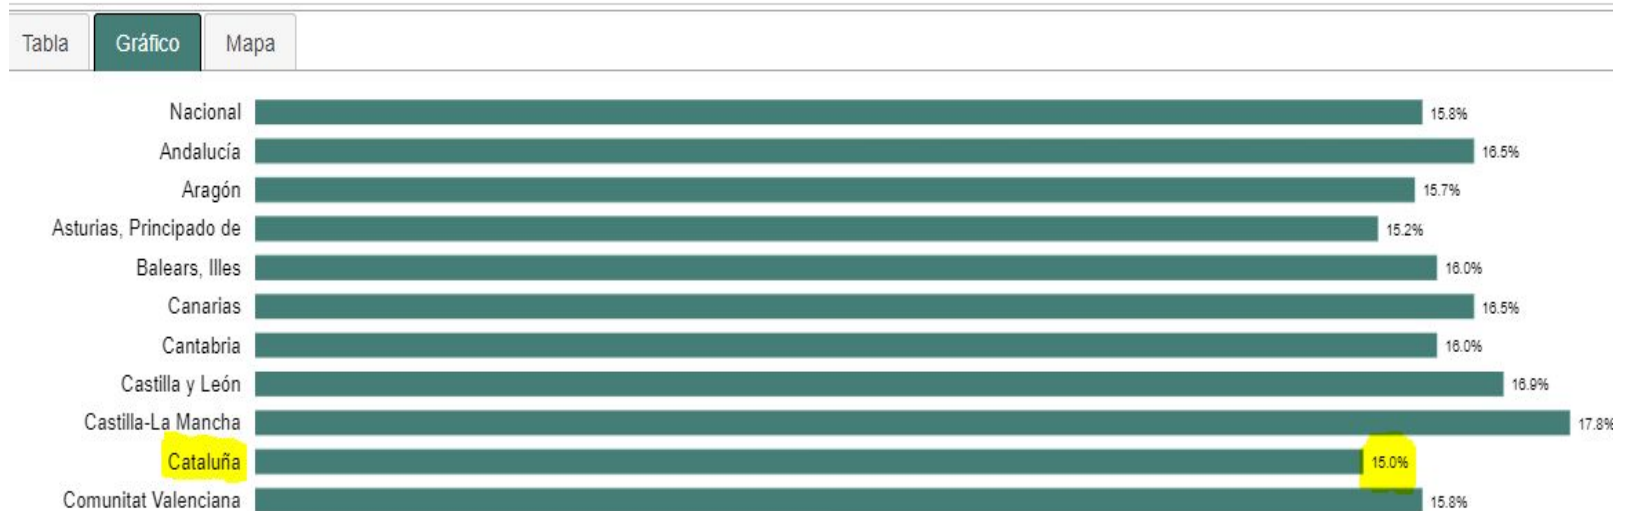 Tabla Gráfico Mapa
Nacional 15.8%
Andalucía 16.5%
Aragón 15.7%
Asturias, Principado de 15.2%
Balears, Illes 16.0%
Canarias 16.5%
Cantabria 16.0%
Castilla y León 16.9%
Castilla-La Mancha 17.8%
Cataluña 15.0%
Comunitat Valenciana 15.8%